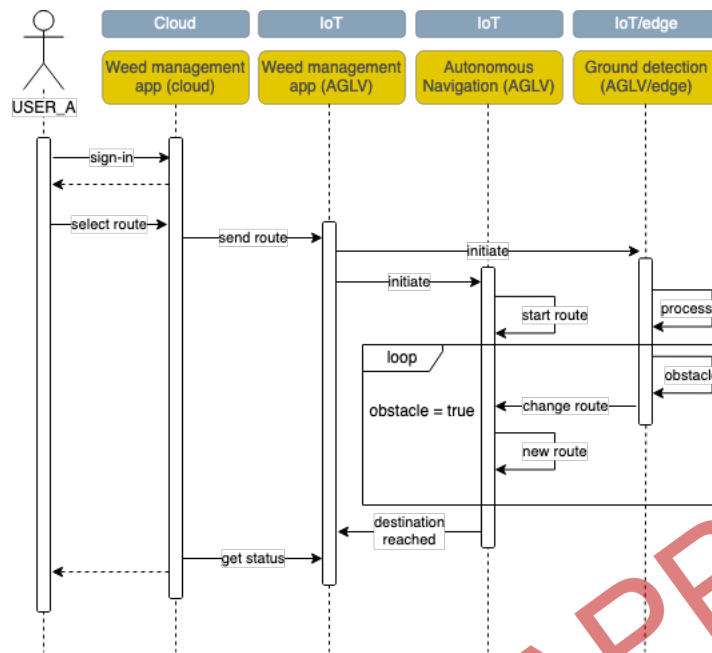 Cloud
IoT
IoT
IoT/edge
Weed management
app (cloud)
Weed management
app (AGLV)
Autonomous
Navigation (AGLV)
Ground detection
(AGLV/edge)
USER_A
sign-in
select route
send route
initiate
initiate
start route
process
loop
obstacle
obstacle = true
change route
new route
destination
reached
get status